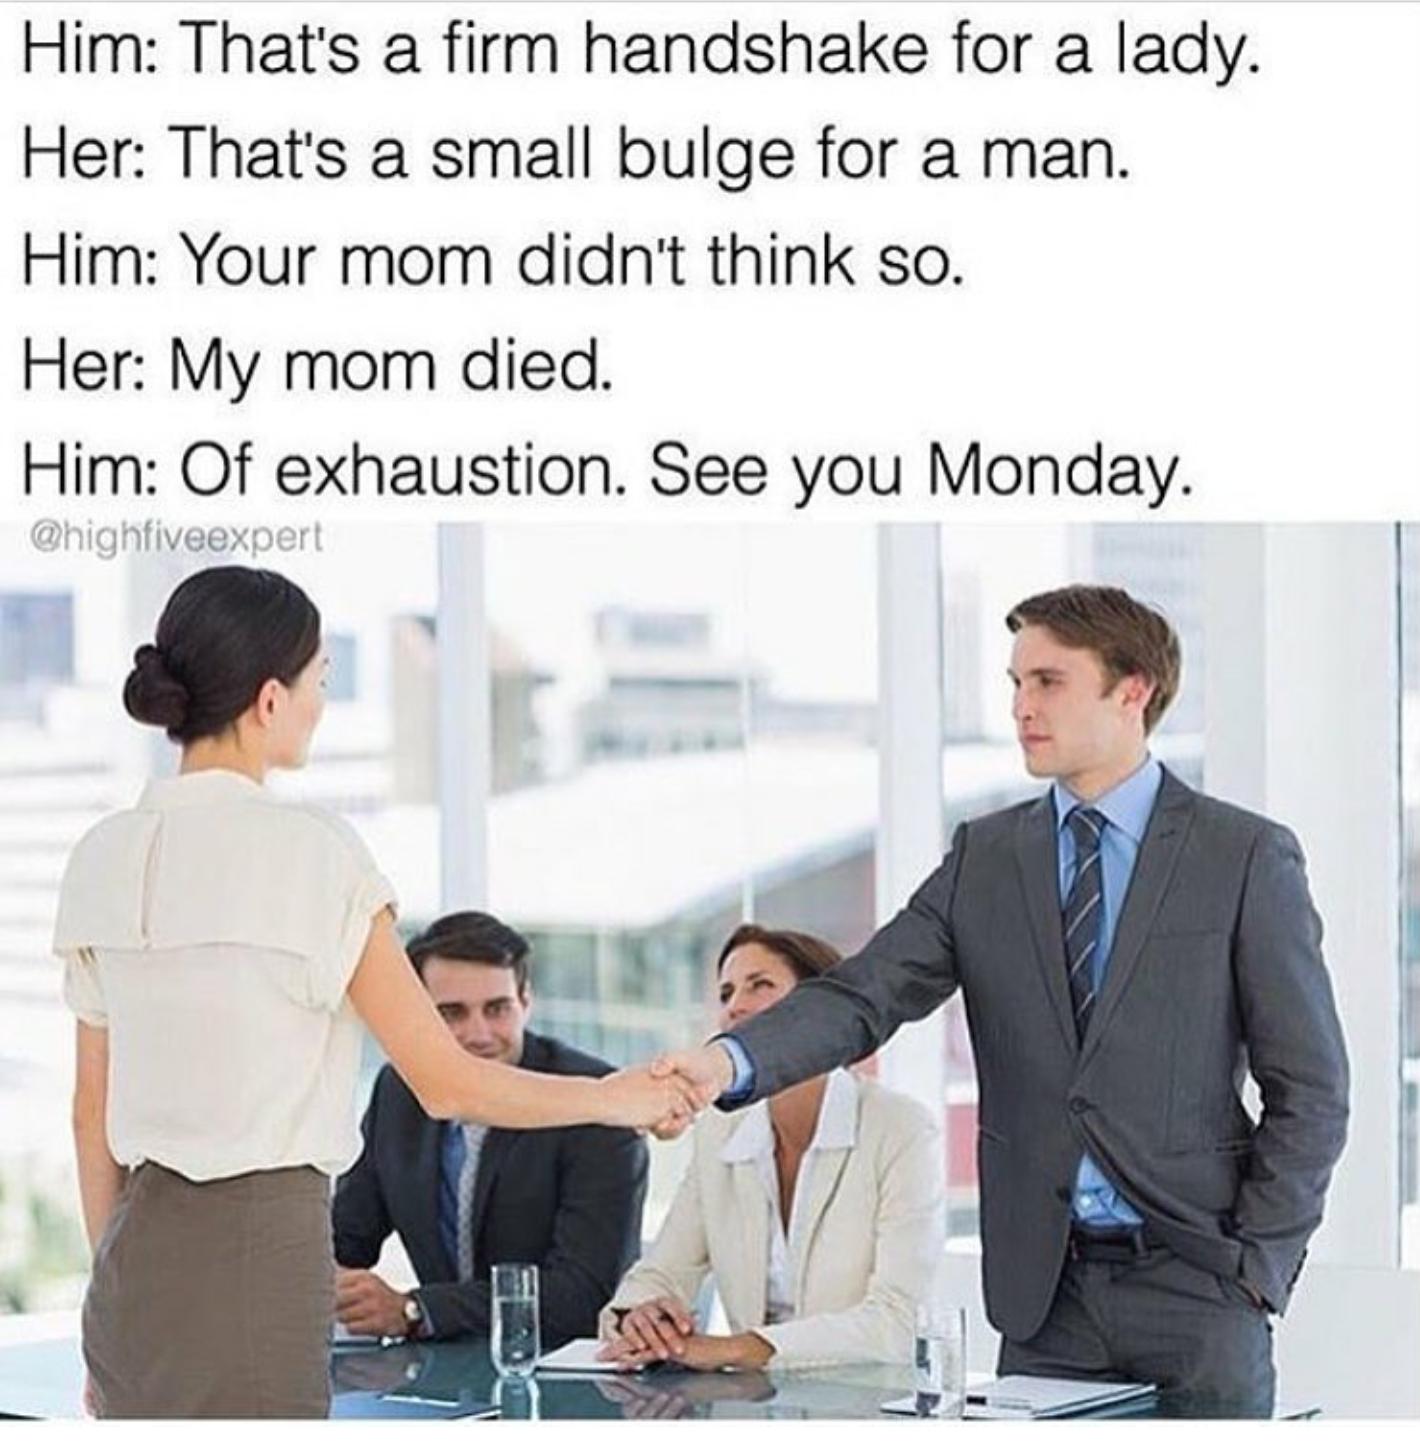 Him: That's a firm handshake for a lady.
Her: That's a small bulge for a man.
Him: Your mom didn't think so.
Her: My mom died.
Him: Of exhaustion. See you Monday.
@highfiveexpert